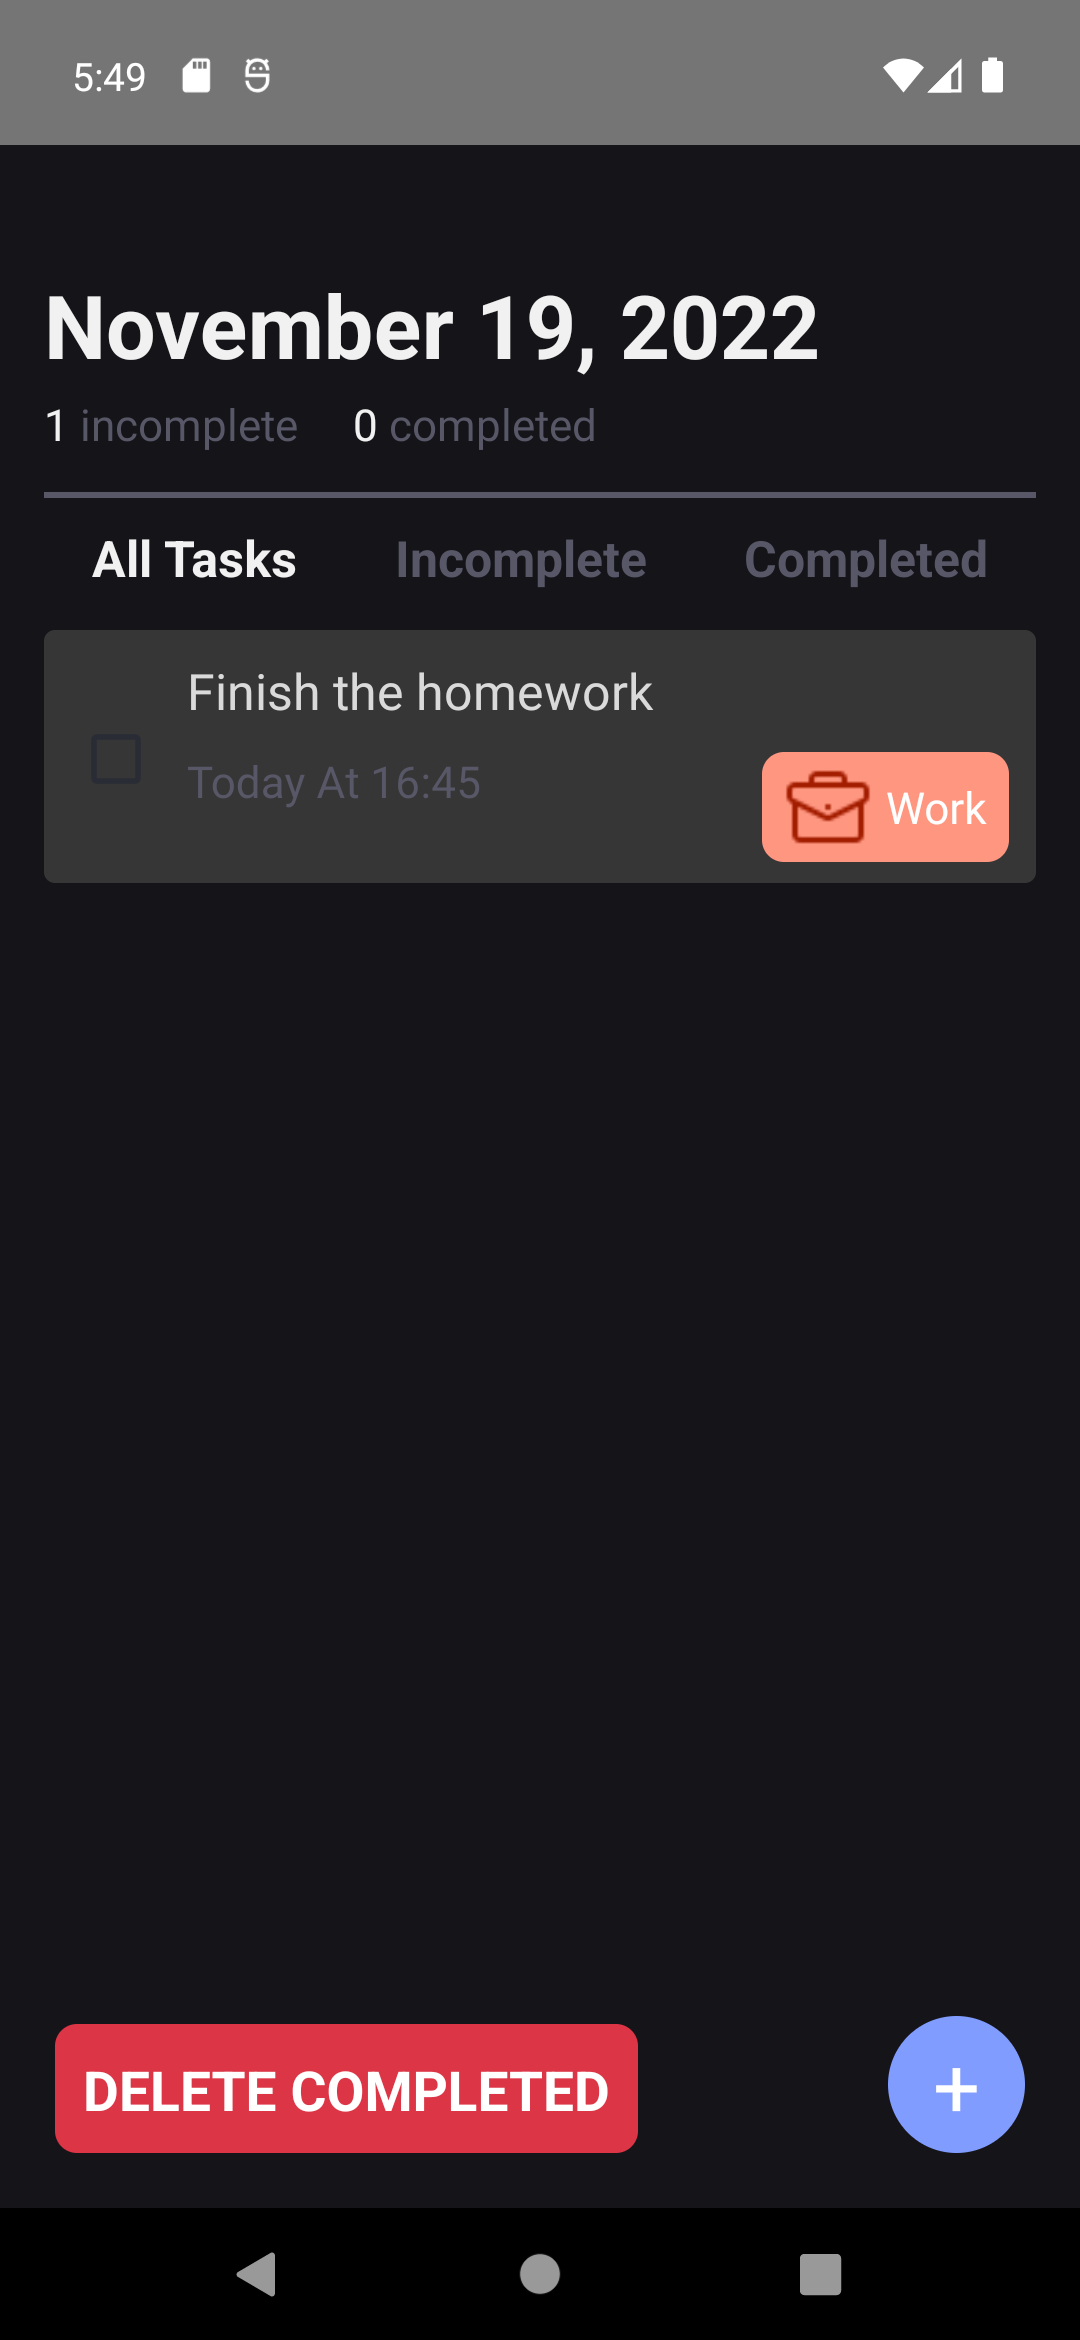 5:49
November 19, 2022
1 incomplete 0 completed
All Tasks Incomplete Completed
Finish the homework
Today At 16:45
Work
DELETE COMPLETED
+